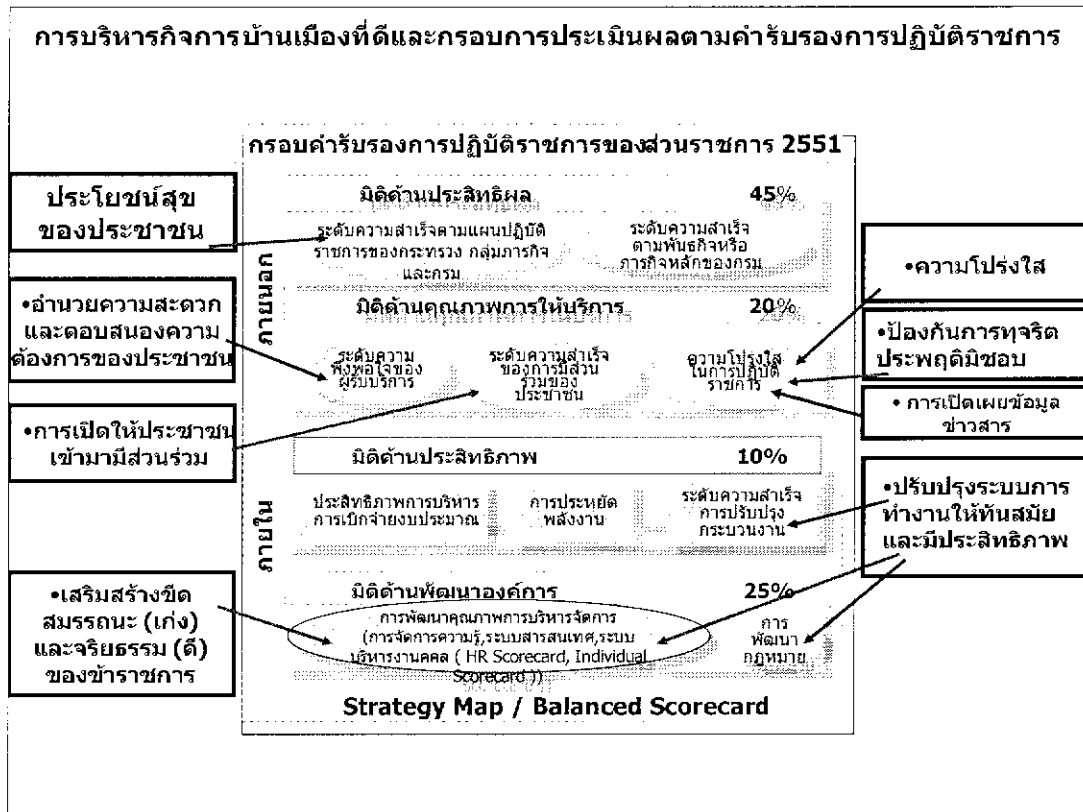 การบริหารกิจการบ้านเมืองที่ดีและกรอบการประเมินผลตามคำรับรองการปฏิบัติราชการ
กรอบคำรับรองการปฏิบัติราชการของส่วนราชการ 2551
ประโยชน์สุข
ของประชาชน
•อำนวยความสะดวก
และตอบสนองความ
ต้องการของประชาชน
•การเปิดให้ประชาชน
เข้ามามีส่วนร่วม
•เสริมสร้างขีด
สมรรถนะ (เก่ง)
และจริยธรรม (ดี)
ของข้าราชการ
ภายนอก
มิติด้านประสิทธิผล 45%
ระดับความสำเร็จตามแผนปฏิบัติ
ราชการของกระทรวง กลุ่มภารกิจ
และกรม
ระดับความสำเร็จ
ตามพันธกิจหรือ
ภารกิจหลักของกรม
มิติด้านคุณภาพการให้บริการ 20%
ระดับความ
พึงพอใจของ
ผู้รับบริการ
ระดับความสำเร็จ
ของการมีส่วน
ร่วมของ
ประชาชน
ความโปร่งใส
ในการปฏิบัติ
ราชการ
ภายใน
มิติด้านประสิทธิภาพ 10%
ประสิทธิภาพการบริหาร
การเบิกจ่ายงบประมาณ
การประหยัด
พลังงาน
ระดับความสำเร็จ
การปรับปรุง
กระบวนงาน
มิติด้านพัฒนาองค์การ 25%
การพัฒนาคุณภาพการบริหารจัดการ
(การจัดการความรู้,ระบบสารสนเทศ,ระบบ
บริหารงานคคล ( HR Scorecard, Individual
Scorecard ))
การ
พัฒนา
กฎหมาย
Strategy Map / Balanced Scorecard
•ความโปร่งใส
•ป้องกันการทุจริต
ประพฤติมิชอบ
• การเปิดเผยข้อมูล
ข่าวสาร
•ปรับปรุงระบบการ
ทำงานให้ทันสมัย
และมีประสิทธิภาพ